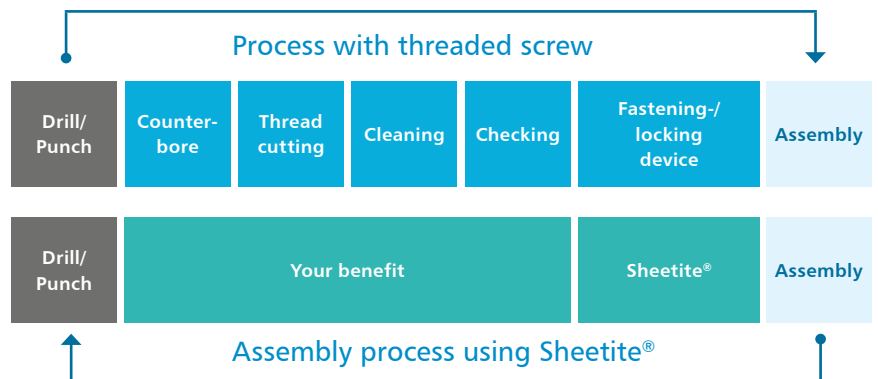 Process with threaded screw
Drill/
Punch
Counter-
bore
Thread
cutting
Cleaning
Checking
Fastening-/
locking
device
Assembly
Drill/
Punch
Your benefit
Sheetite®
Assembly
Assembly process using Sheetite®